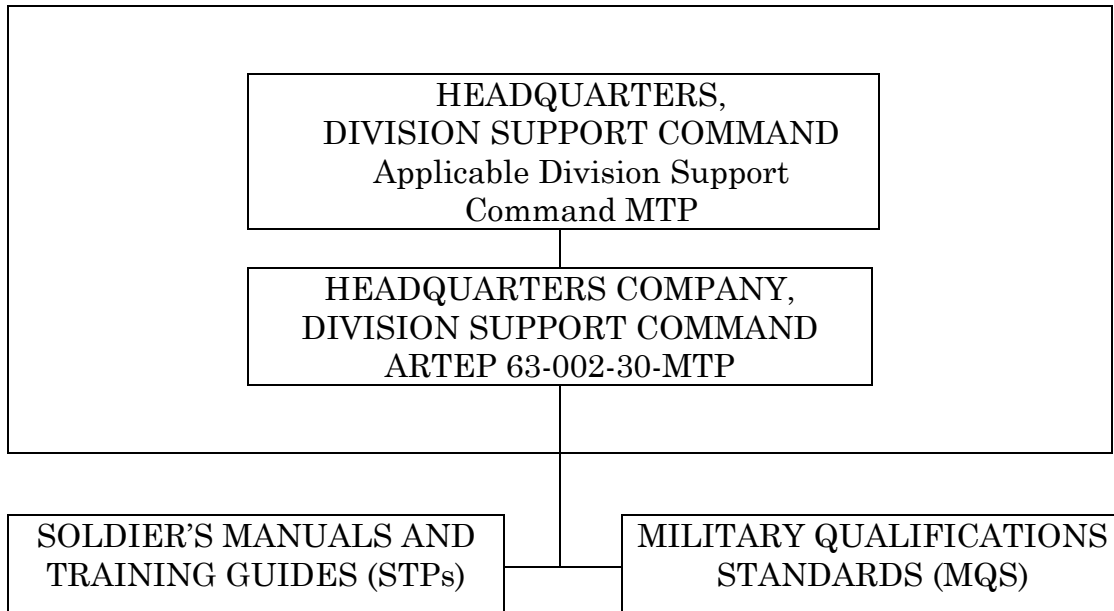 HEADQUARTERS,
DIVISION SUPPORT COMMAND
Applicable Division Support
Command MTP
HEADQUARTERS COMPANY,
DIVISION SUPPORT COMMAND
ARTEP 63-002-30-MTP
SOLDIER'S MANUALS AND
TRAINING GUIDES (STPs)
MILITARY QUALIFICATIONS
STANDARDS (MQS)